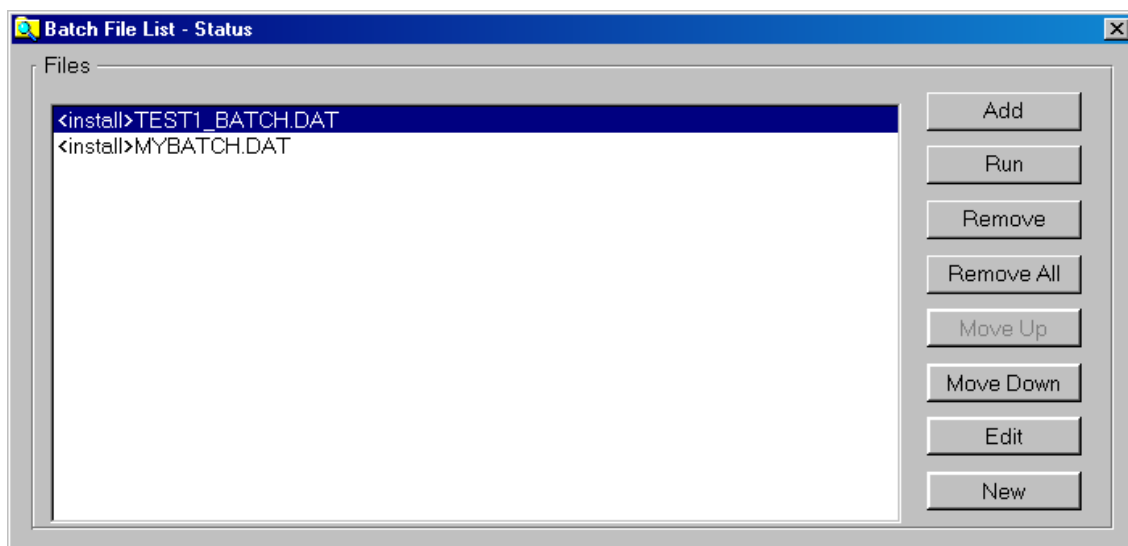 Batch File List - Status
Files
<install>TEST1_BATCH.DAT
<install>MYBATCH.DAT
Add
Run
Remove
Remove All
Move Up
Move Down
Edit
New